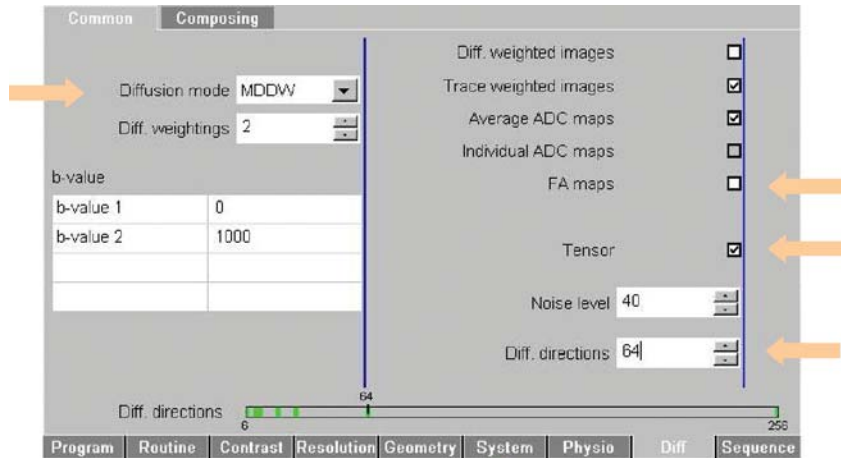 Common Composing
Diffusion mode MDDW
Diff. weightings 2
b-value
b-value 1 0
b-value 2 1000
Diff. weighted images
Trace weighted images
Average ADC maps
Individual ADC maps
FA maps
Tensor
Noise level 40
Diff. directions 64
64
Diff. directions
6 256
Program Routine Contrast Resolution Geometry System Physio Diff Sequence